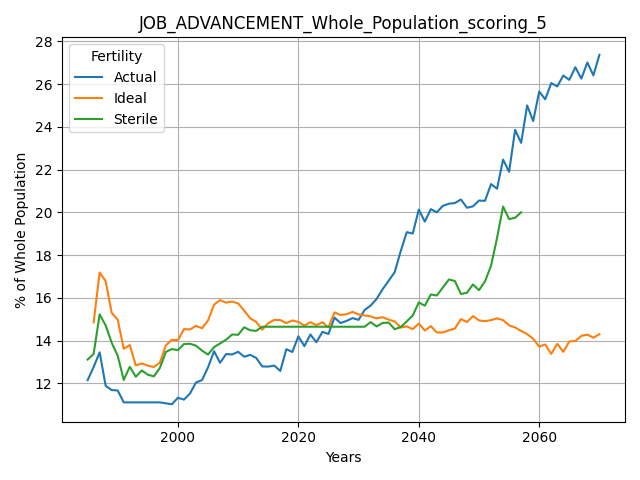 JOB_ADVANCEMENT_Whole_Population_scoring_5
Fertility
Actual
Ideal
Sterile
% of Whole Population
28
26
24
22
20
18
16
14
12
2000
2020
2040
2060
Years